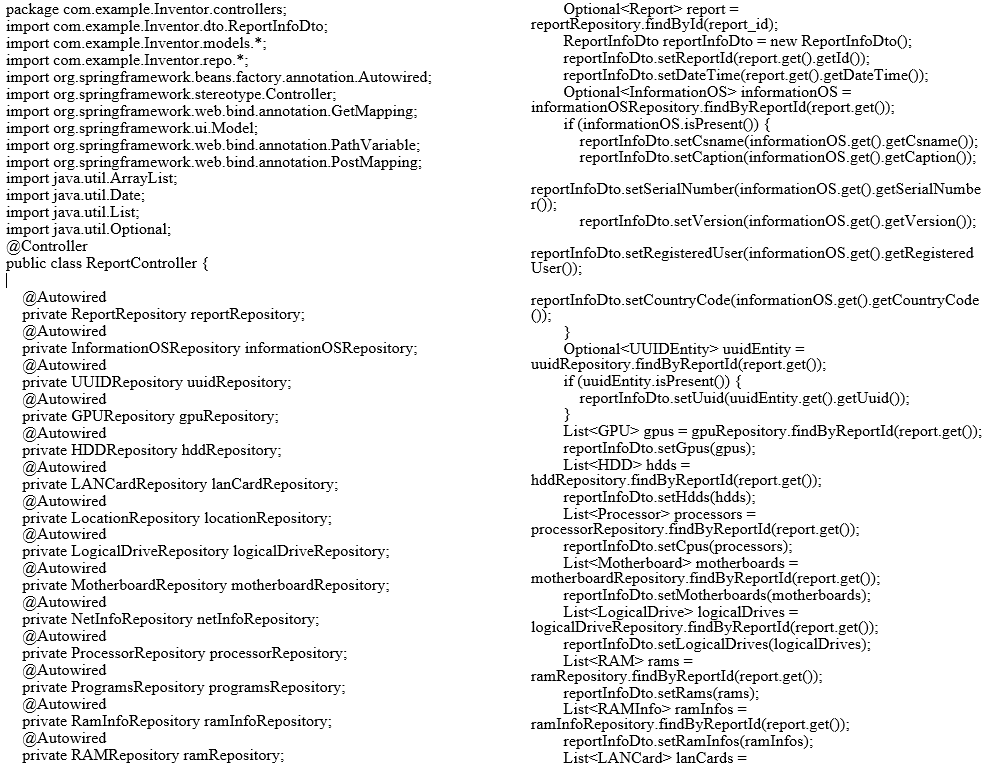 package com.example.Inventor.controllers;
import com.example.Inventor.dto.ReportInfoDto;
import com.example.Inventor.models.*;
import com.example.Inventor.repo.*;
import org.springframework.beans.factory.annotation.Autowired;
import org.springframework.stereotype.Controller;
import org.springframework.web.bind.annotation.GetMapping;
import org.springframework.ui.Model;
import org.springframework.web.bind.annotation.PathVariable;
import org.springframework.web.bind.annotation.PostMapping;
import java.util.ArrayList;
import java.util.Date;
import java.util.List;
import java.util.Optional;
@Controller
public class ReportController {
@Autowired
private ReportRepository reportRepository;
@Autowired
private InformationOSRepository informationOSRepository;
@Autowired
private UUIDRepository uuidRepository;
@Autowired
private GPURepository gpuRepository;
@Autowired
private HDDRepository hddRepository;
@Autowired
private LANCardRepository lanCardRepository;
@Autowired
private LocationRepository locationRepository;
@Autowired
private LogicalDriveRepository logicalDriveRepository;
@Autowired
private MotherboardRepository motherboardRepository;
@Autowired
private NetInfoRepository netInfoRepository;
@Autowired
private ProcessorRepository processorRepository;
@Autowired
private ProgramsRepository programsRepository;
@Autowired
private RamInfoRepository ramInfoRepository;
@Autowired
private RAMRepository ramRepository;
Optional<Report> report =
reportRepository.findById(report_id);
ReportInfoDto reportInfoDto = new ReportInfoDto();
reportInfoDto.setReportId(report.get().getId());
reportInfoDto.setDateTime(report.get().getDateTime());
Optional<InformationOS> informationOS =
informationOSRepository.findByReportId(report.get());
if (informationOS.isPresent()) {
reportInfoDto.setCsname(informationOS.get().getCsname());
reportInfoDto.setCaption(informationOS.get().getCaption());
reportInfoDto.setSerialNumber(informationOS.get().getSerialNumbe
r());
reportInfoDto.setVersion(informationOS.get().getVersion());
reportInfoDto.setRegisteredUser(informationOS.get().getRegistered
User());
reportInfoDto.setCountryCode(informationOS.get().getCountryCode
());
}
Optional<UUIDEntity> uuidEntity =
uuidRepository.findByReportId(report.get());
if (uuidEntity.isPresent()) {
reportInfoDto.setUuid(uuidEntity.get().getUuid());
}
List<GPU> gpus = gpuRepository.findByReportId(report.get());
reportInfoDto.setGpus(gpus);
List<HDD> hdds =
hddRepository.findByReportId(report.get());
reportInfoDto.setHdds(hdds);
List<Processor> processors =
processorRepository.findByReportId(report.get());
reportInfoDto.setCpus(processors);
List<Motherboard> motherboards =
motherboardRepository.findByReportId(report.get());
reportInfoDto.setMotherboards(motherboards);
List<LogicalDrive> logicalDrives =
logicalDriveRepository.findByReportId(report.get());
reportInfoDto.setLogicalDrives(logicalDrives);
List<RAM> rams =
ramRepository.findByReportId(report.get());
reportInfoDto.setRams(rams);
List<RAMInfo> ramInfos =
ramInfoRepository.findByReportId(report.get());
reportInfoDto.setRamInfos(ramInfos);
List<LANCard> lanCards =